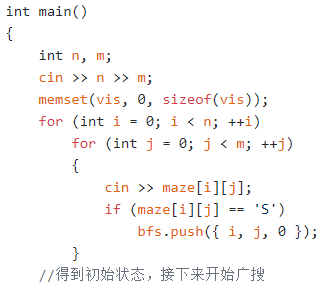 int main()
{
    int n, m;
    cin >> n >> m;
    memset(vis, 0, sizeof(vis));
    for (int i = 0; i < n; ++i)
        for (int j = 0; j < m; ++j)
        {
            cin >> maze[i][j];
            if (maze[i][j] == 'S')
                bfs.push({ i, j, 0 });
        }
    //得到初始状态，接下来开始广搜